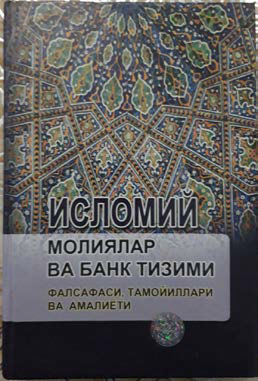 ИСЛОМИЙ
МОЛИЯЛАР
ВА БАНК ТИЗИМИ
ФАЛСАФАСИ, ТАМОЙИЛЛАРИ
ВА АМАЛИЁТИ